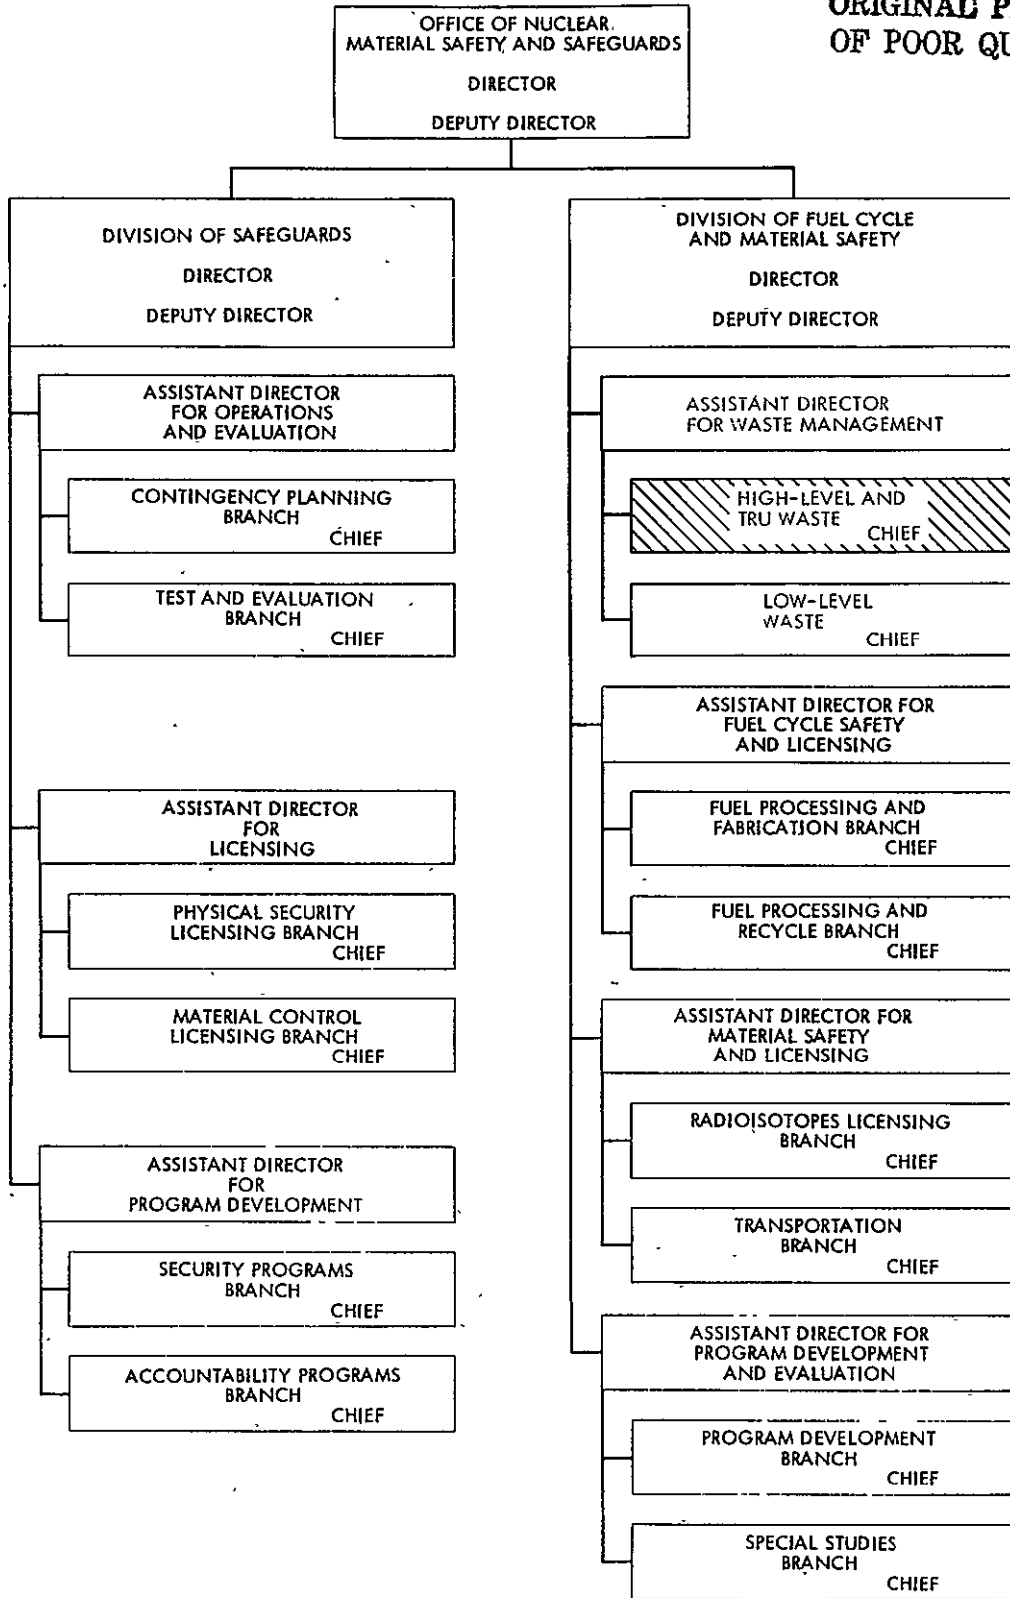 ORIGINAL
OF POOR
OFFICE OF NUCLEAR
MATERIAL SAFETY AND SAFEGUARDS
DIRECTOR
DEPUTY DIRECTOR
DIVISION OF SAFEGUARDS
DIRECTOR
DEPUTY DIRECTOR
ASSISTANT DIRECTOR
FOR OPERATIONS
AND EVALUATION
CONTINGENCY PLANNING
BRANCH
CHIEF
TEST AND EVALUATION
BRANCH
CHIEF
ASSISTANT DIRECTOR
FOR
LICENSING
PHYSICAL SECURITY
LICENSING BRANCH
CHIEF
MATERIAL CONTROL
LICENSING BRANCH
CHIEF
ASSISTANT DIRECTOR
FOR
PROGRAM DEVELOPMENT
SECURITY PROGRAMS
BRANCH
CHIEF
ACCOUNTABILITY PROGRAMS
BRANCH
CHIEF
DIVISION OF FUEL CYCLE
AND MATERIAL SAFETY
DIRECTOR
DEPUTY DIRECTOR
ASSISTANT DIRECTOR
FOR WASTE MANAGEMENT
HIGH-LEVEL AND
TRU WASTE
CHIEF
LOW-LEVEL
WASTE
CHIEF
ASSISTANT DIRECTOR FOR
FUEL CYCLE SAFETY
AND LICENSING
FUEL PROCESSING AND
FABRICATION BRANCH
CHIEF
FUEL PROCESSING AND
RECYCLE BRANCH
CHIEF
ASSISTANT DIRECTOR FOR
MATERIAL SAFETY
AND LICENSING
RADIOISOTOPES LICENSING
BRANCH
CHIEF
TRANSPORTATION
BRANCH
CHIEF
ASSISTANT DIRECTOR FOR
PROGRAM DEVELOPMENT
AND EVALUATION
PROGRAM DEVELOPMENT
BRANCH
CHIEF
SPECIAL STUDIES
BRANCH
CHIEF